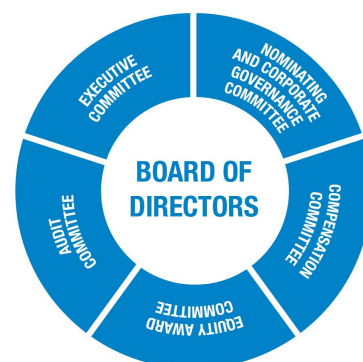 EXECUTIVE
COMMITTEE
NOMINATING
AND CORPORATE
GOVERNANCE
COMMITTEE
BOARD OF
DIRECTORS
AUDIT
COMMITTEE
COMPENSATION
COMMITTEE
EQUITY AWARD
COMMITTEE